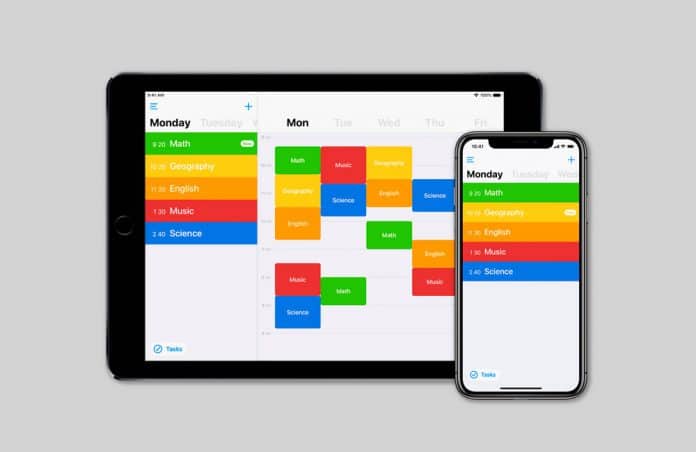 9:41 AM
100%
Monday Tuesday W
9 20 Math Now
10 20 Geography
11 20 English
1 20 Music
2 40 Science
Tasks
Mon Tue Wed Thu Fri
Math Music Geography
Geography Science English Science
English Math
English
Music Math Music
Science
10:41
Monday Tuesday Wed
9 20 Math
Geography
11 30 English
1 30 Music
2 40 Science
Tasks